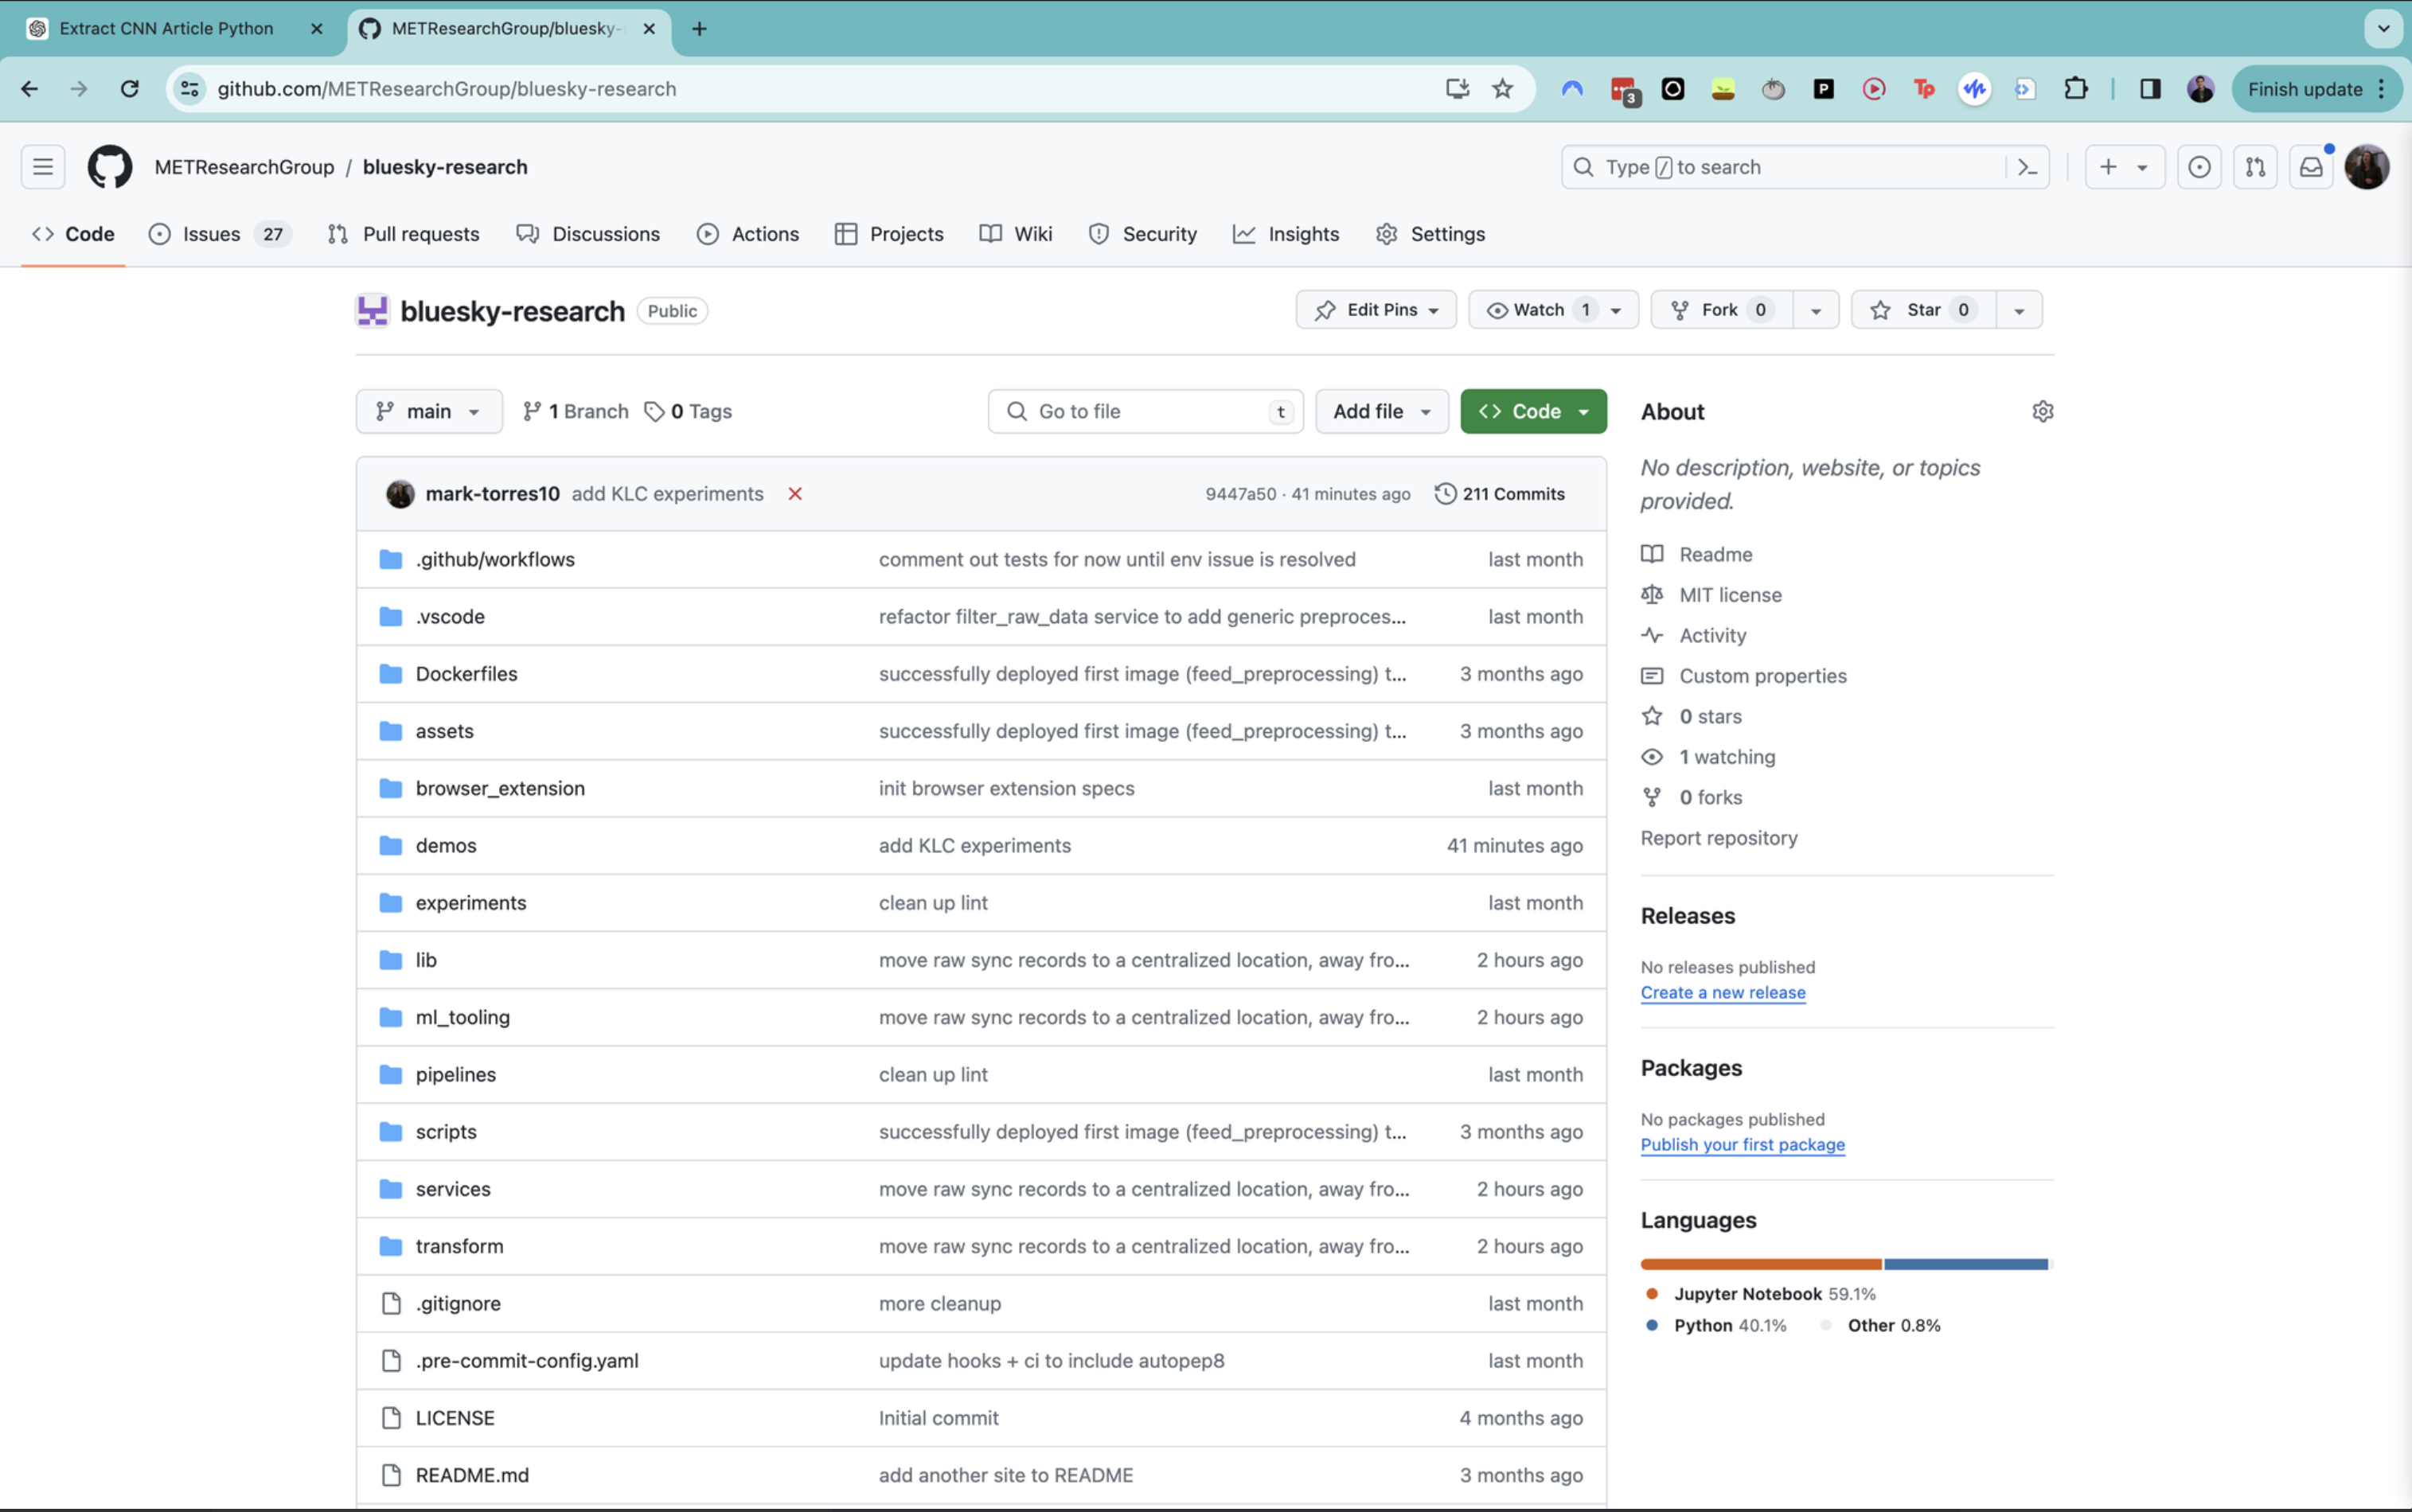 Extract CNN Article Python
METResearchGroup/bluesky-
github.com/METResearchGroup/bluesky-research
3
P
Tp
Finish update
METResearchGroup / bluesky-research
Type / to search
Code
Issues 27
Pull requests
Discussions
Actions
Projects
Wiki
Security
Insights
Settings
bluesky-research Public
Edit Pins
Watch 1
Fork 0
Star 0
main
1 Branch
0 Tags
Go to file t
Add file
Code
mark-torres10 add KLC experiments
9447a50 · 41 minutes ago
211 Commits
.github/workflows comment out tests for now until env issue is resolved last month
.vscode refactor filter_raw_data service to add generic preproces... last month
Dockerfiles successfully deployed first image (feed_preprocessing) t... 3 months ago
assets successfully deployed first image (feed_preprocessing) t... 3 months ago
browser_extension init browser extension specs last month
demos add KLC experiments 41 minutes ago
experiments clean up lint last month
lib move raw sync records to a centralized location, away fro... 2 hours ago
ml_tooling move raw sync records to a centralized location, away fro... 2 hours ago
pipelines clean up lint last month
scripts successfully deployed first image (feed_preprocessing) t... 3 months ago
services move raw sync records to a centralized location, away fro... 2 hours ago
transform move raw sync records to a centralized location, away fro... 2 hours ago
.gitignore more cleanup last month
.pre-commit-config.yaml update hooks + ci to include autopep8 last month
LICENSE Initial commit 4 months ago
README.md add another site to README 3 months ago
About
No description, website, or topics
provided.
Readme
MIT license
Activity
Custom properties
0 stars
1 watching
0 forks
Report repository
Releases
No releases published
Create a new release
Packages
No packages published
Publish your first package
Languages
Jupyter Notebook 59.1%
Python 40.1% Other 0.8%